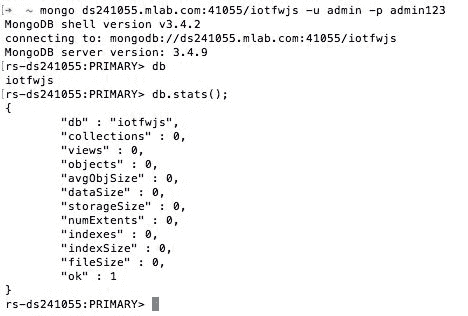 [➜  ~ mongo ds241055.mlab.com:41055/iotfwjs -u admin -p admin123
MongoDB shell version v3.4.2
connecting to: mongodb://ds241055.mlab.com:41055/iotfwjs
MongoDB server version: 3.4.9
[rs-ds241055:PRIMARY> db
iotfwjs
[rs-ds241055:PRIMARY> db.stats();
{
        "db" : "iotfwjs",
        "collections" : 0,
        "views" : 0,
        "objects" : 0,
        "avgObjSize" : 0,
        "dataSize" : 0,
        "storageSize" : 0,
        "numExtents" : 0,
        "indexes" : 0,
        "indexSize" : 0,
        "fileSize" : 0,
        "ok" : 1
}
rs-ds241055:PRIMARY>